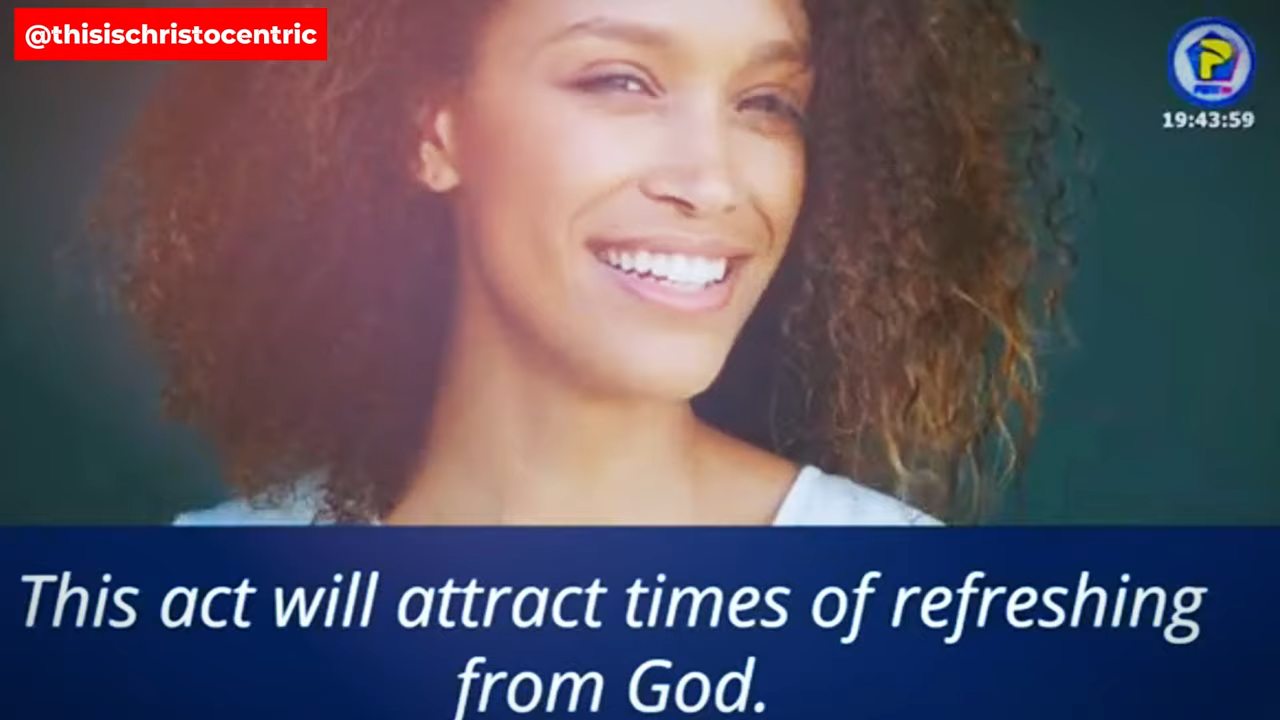 @thisischristocentric
P
19:43:59
This act will attract times of refreshing
from God.